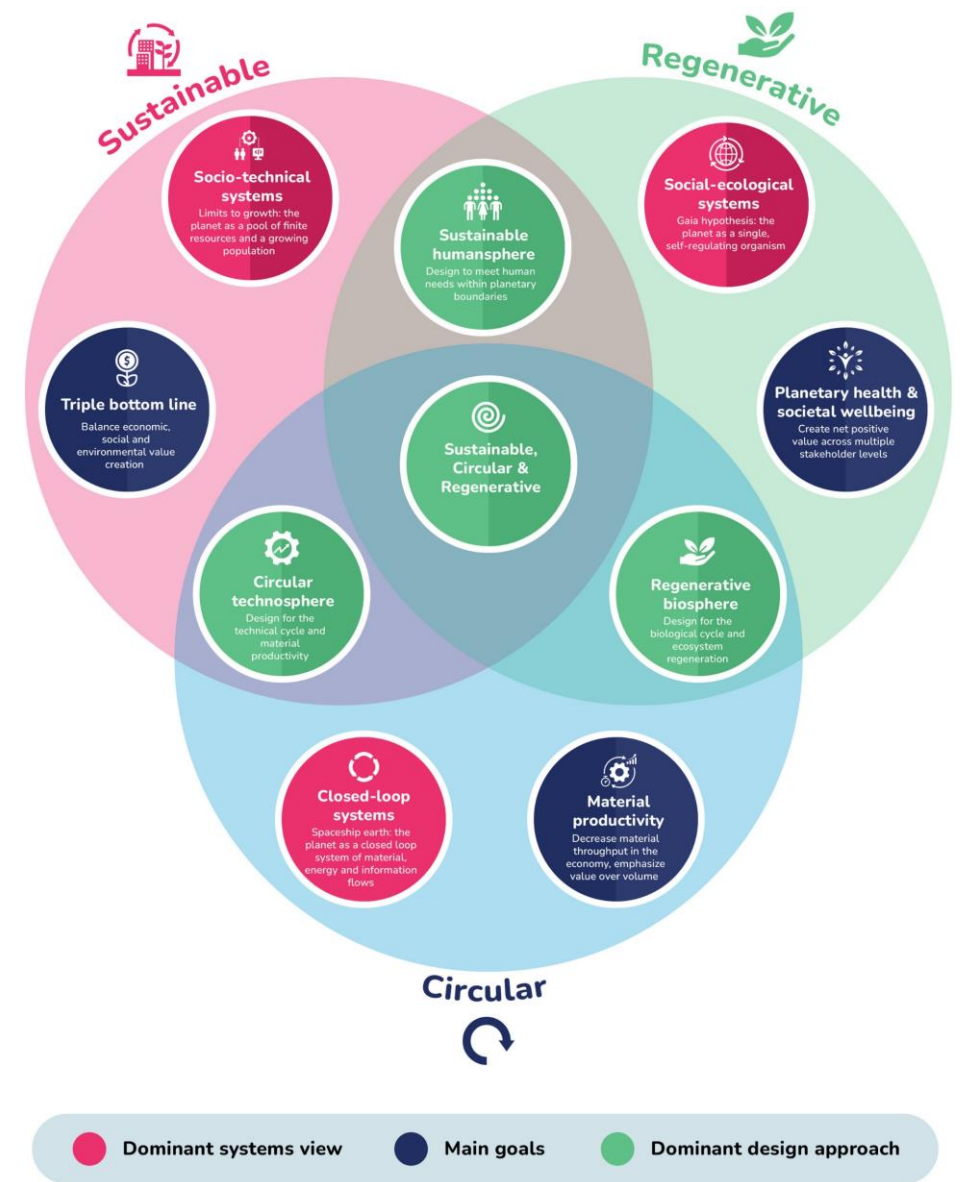 Sustainable
Regenerative
Socio-technical
systems
Limits to growth: the
planet as a pool of finite
resources and a growing
population
Sustainable
humansphere
Design to meet human
needs within planetary
boundaries
Social-ecological
systems
Gaia hypothesis: the
planet as a single,
self-regulating organism
$
Triple bottom line
Balance economic,
social and
environmental value
creation
Sustainable,
Circular &
Regenerative
Planetary health &
societal wellbeing
Create net positive
value across multiple
stakeholder levels
Circular
technosphere
Design for the
technical cycle and
material
productivity
Regenerative
biosphere
Design for the
biological cycle and
ecosystem
regeneration
Closed-loop
systems
Spaceship earth: the
planet as a closed loop
system of material,
energy and information
flows
Material
productivity
Decrease material
throughput in the
economy, emphasize
value over volume
Circular
Dominant systems view
Main goals
Dominant design approach